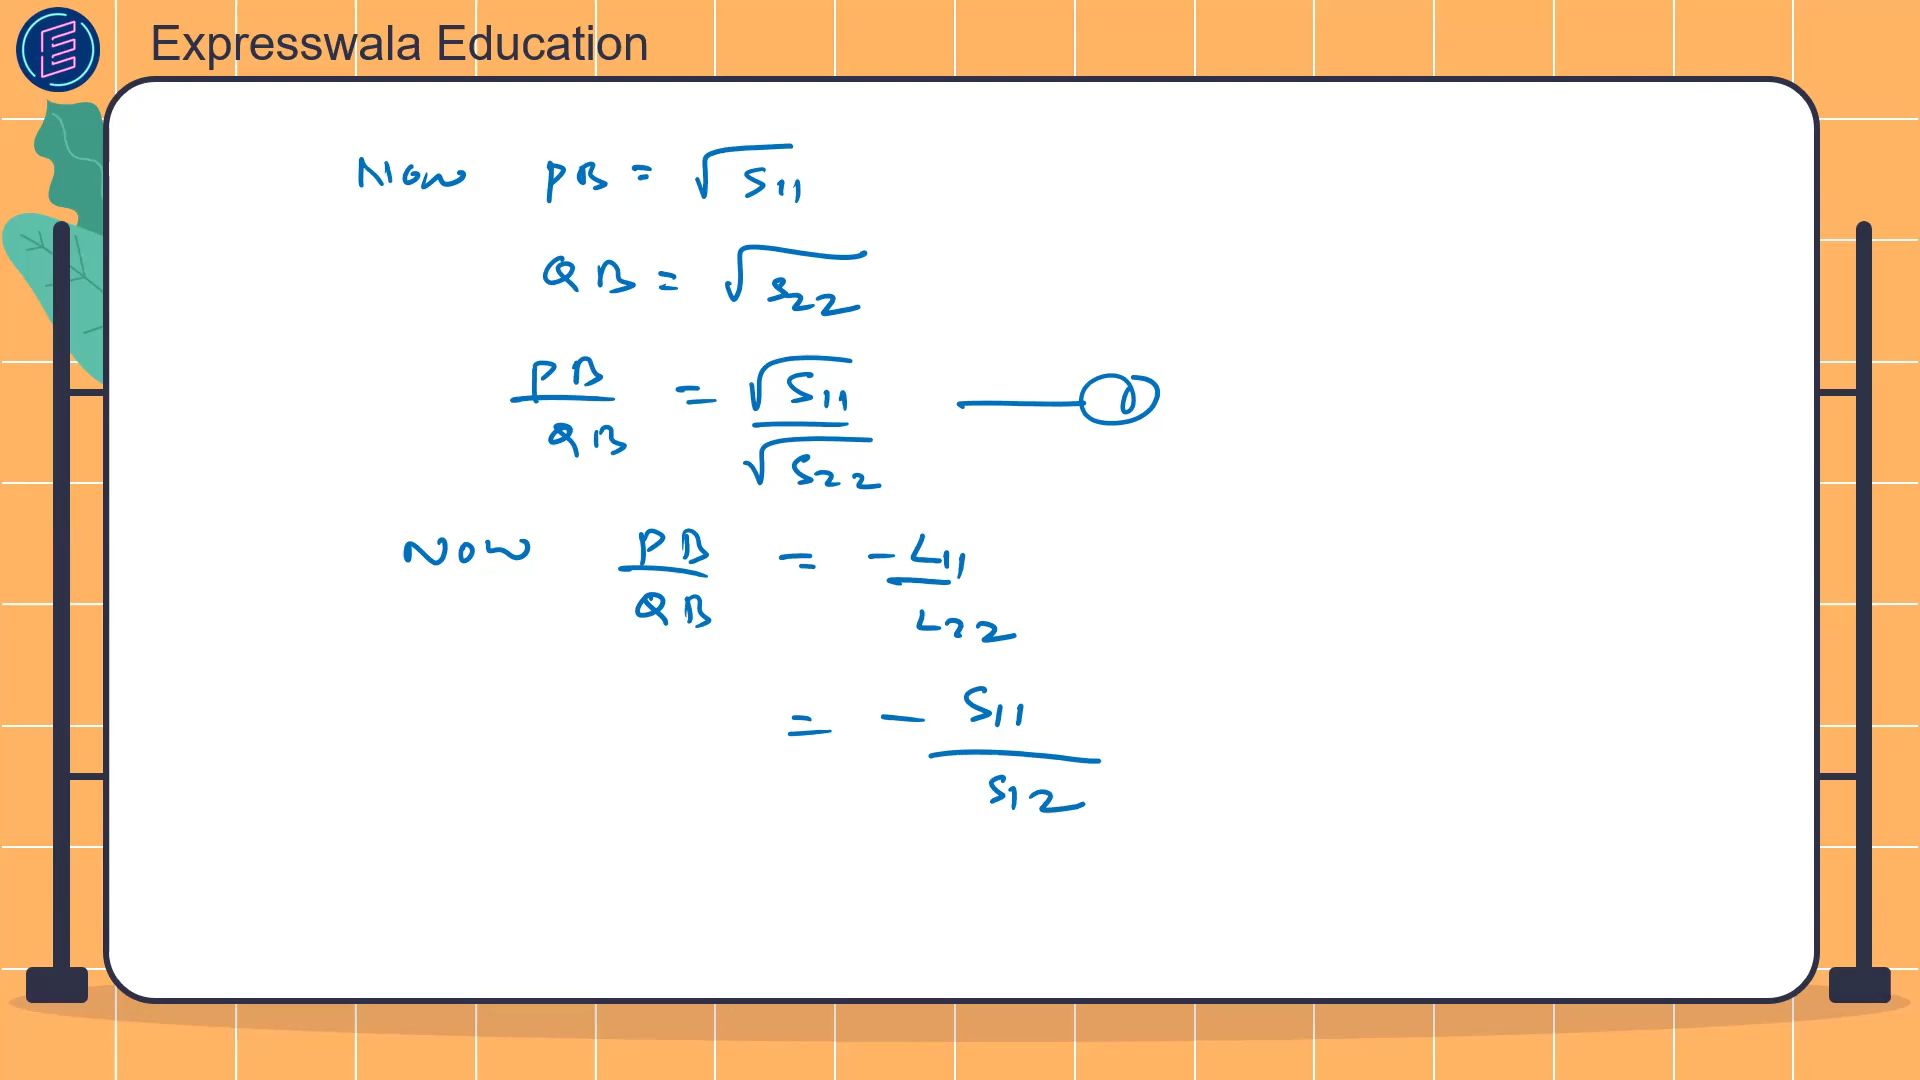 Expresswala Education
Now PB = √S11
QB = √S22
PB/QB = √S11/√S22 —— ①
Now PB/QB = -L11/L22
= - S11/S12